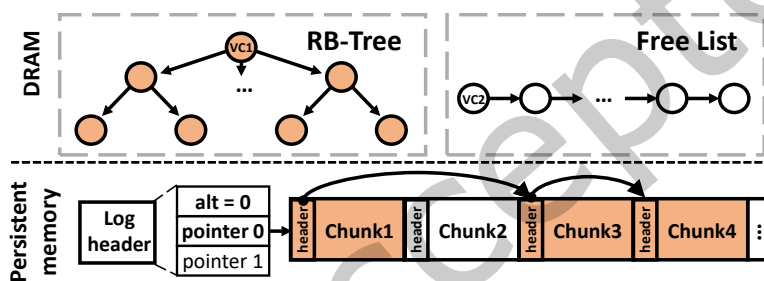 DRAM
RB-Tree
VC1
...
Free List
VC2
...
Persistent
memory
Log
header
alt = 0
pointer 0
pointer 1
header
Chunk1
header
Chunk2
header
Chunk3
header
Chunk4
...